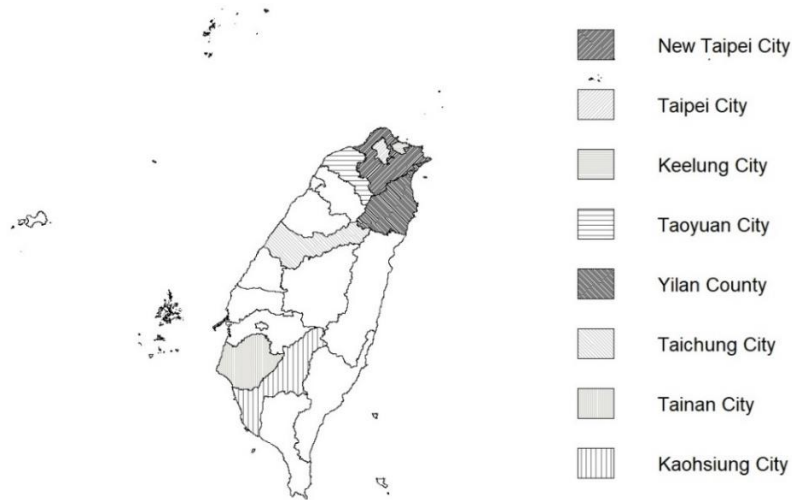 New Taipei City
Taipei City
Keelung City
Taoyuan City
Yilan County
Taichung City
Tainan City
Kaohsiung City